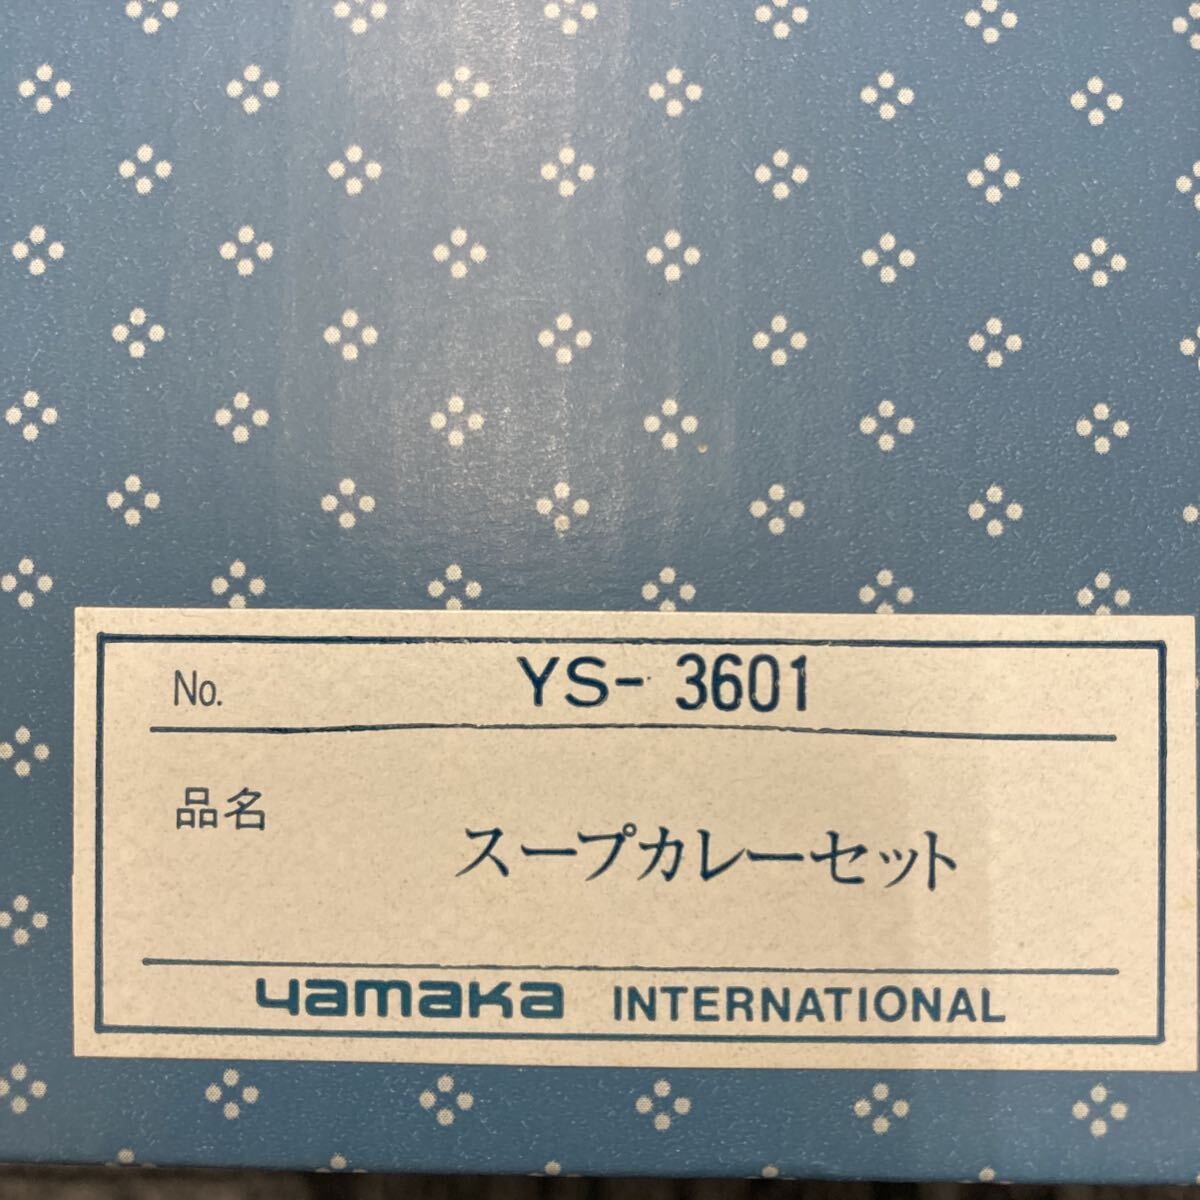 No. YS- 3601
品名
スープカレーセット
yamaka INTERNATIONAL